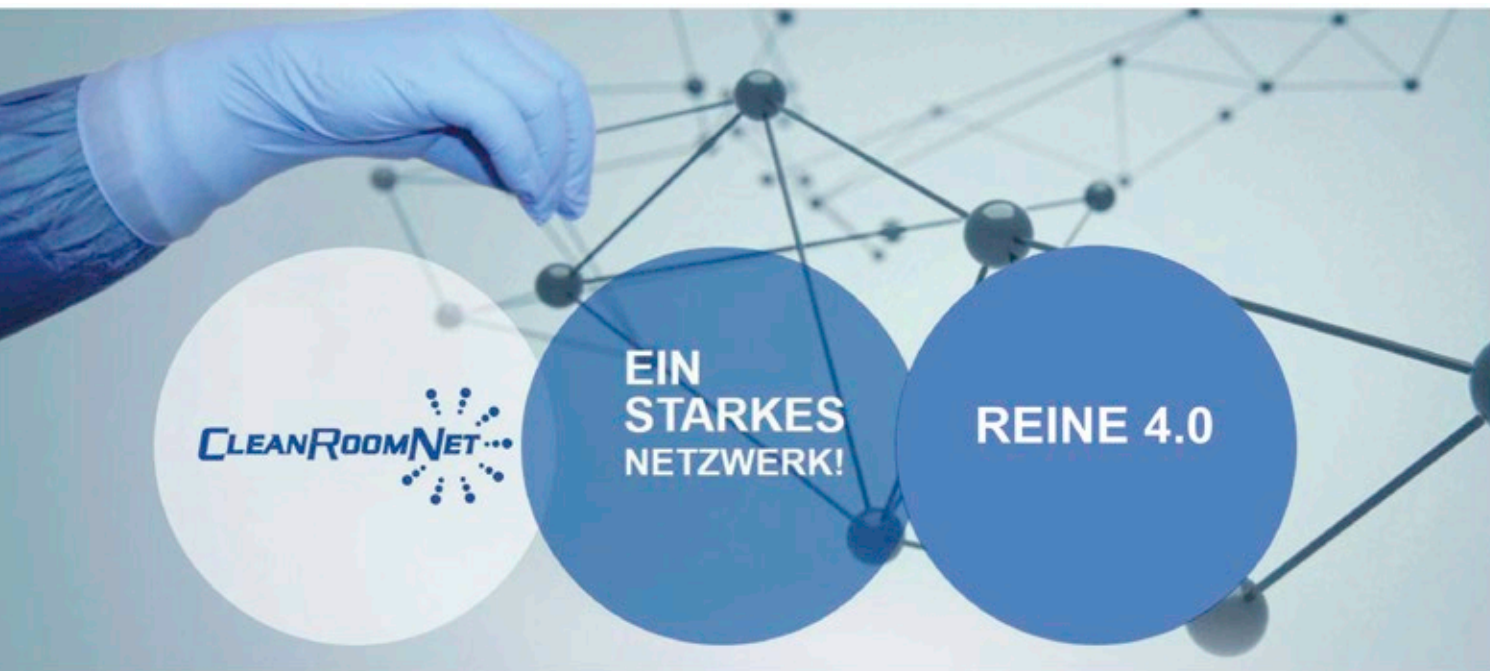 CLEANROOMNET
EIN
STARKES
NETZWERK!
REINE 4.0